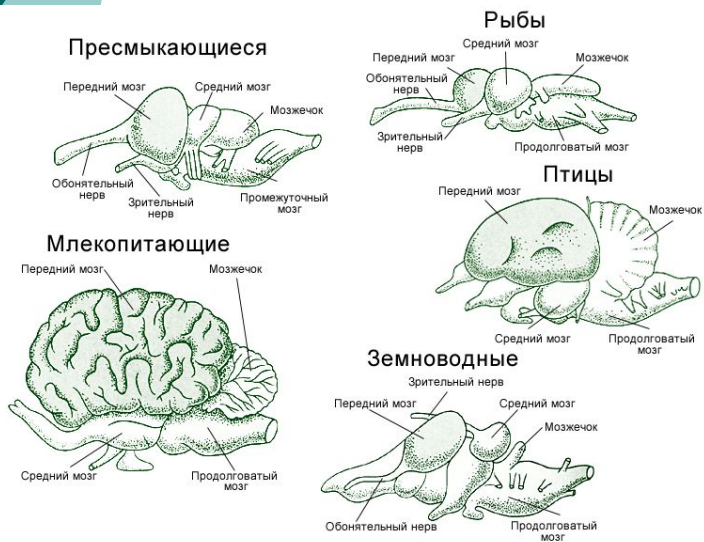 Пресмыкающиеся
Передний мозг
Средний мозг
Мозжечок
Обонятельный
нерв
Зрительный
нерв
Промежуточный
мозг
Рыбы
Средний мозг
Передний мозг
Мозжечок
Обонятельный
нерв
Зрительный
нерв
Продолговатый мозг
Птицы
Передний мозг
Мозжечок
Средний мозг
Продолговатый
мозг
Млекопитающие
Передний мозг
Мозжечок
Средний мозг
Продолговатый
мозг
Земноводные
Зрительный нерв
Передний мозг
Средний мозг
Мозжечок
Обонятельный нерв
Продолговатый
мозг